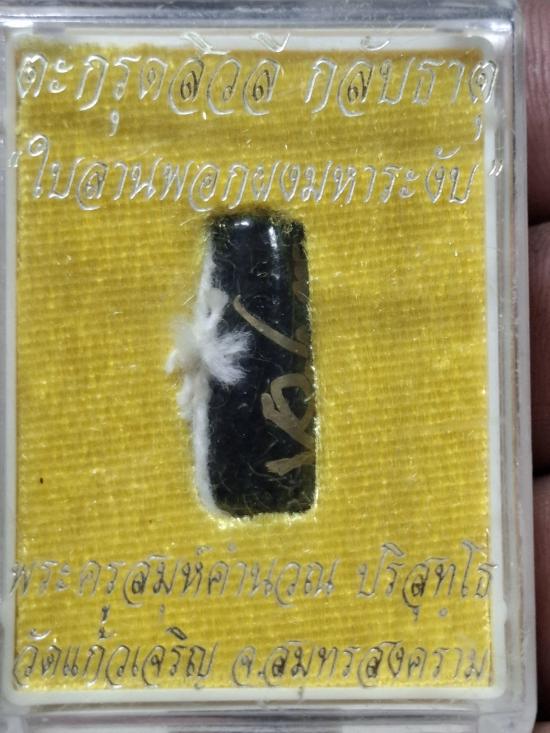 ตะกรุดสีวลี กลับธาตุ
"ใบลานพอกผงมหาระงับ"
พระครูสมุห์คำนวณ ปริสุทฺโธ
วัดแก้วเจริญ จ.สมุทรสงคราม